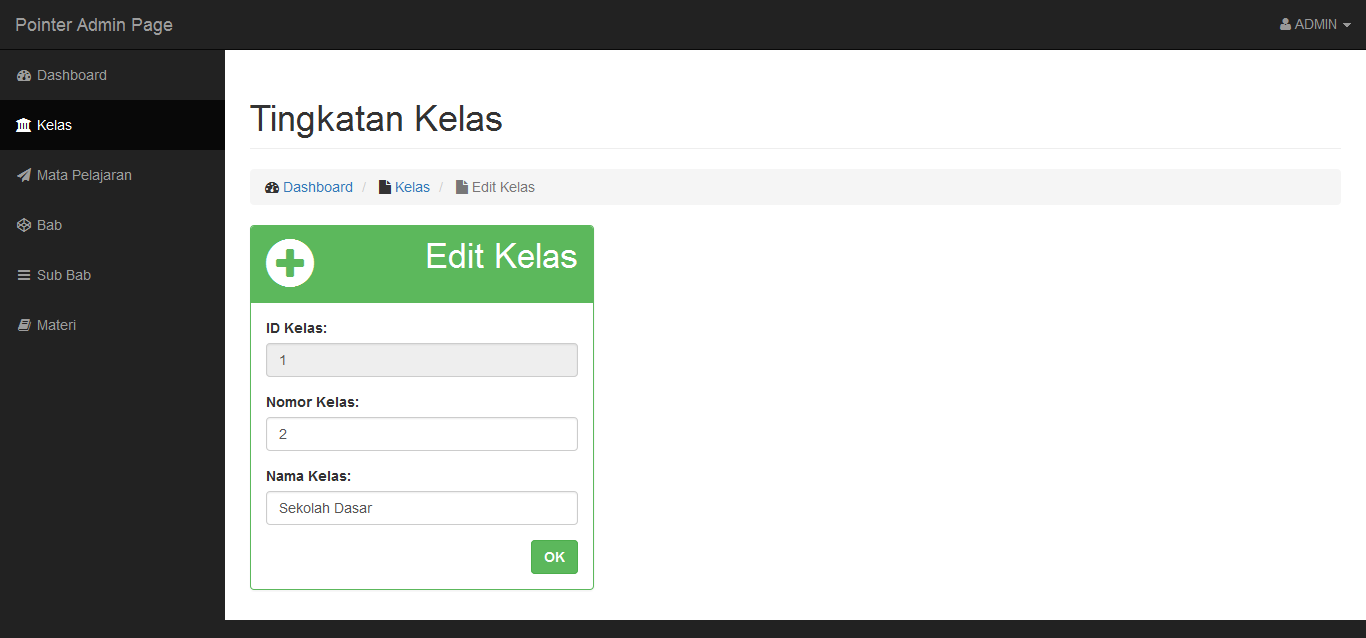 Pointer Admin Page
ADMIN
Dashboard
Kelas
Mata Pelajaran
Bab
Sub Bab
Materi
Tingkatan Kelas
Dashboard / Kelas / Edit Kelas
Edit Kelas
ID Kelas:
1
Nomor Kelas:
2
Nama Kelas:
Sekolah Dasar
OK